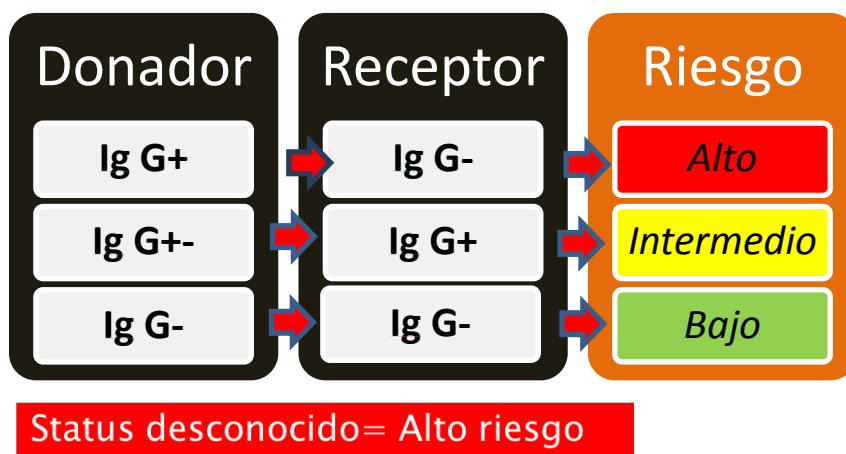 Donador Receptor Riesgo
Ig G+ Ig G- Alto
Ig G+- Ig G+ Intermedio
Ig G- Ig G- Bajo
Status desconocido= Alto riesgo